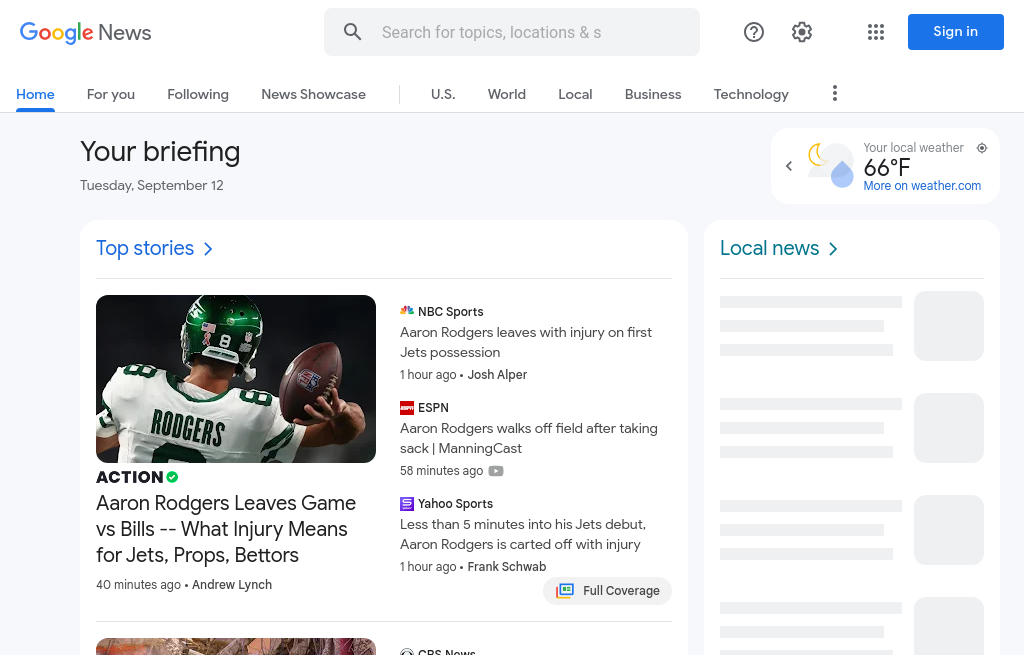 Google News
Search for topics, locations & s
Sign in
Home
For you
Following
News Showcase
U.S.
World
Local
Business
Technology
Your briefing
Tuesday, September 12
Your local weather
66°F
More on weather.com
Top stories
Local news
8
8
8
RODGERS
ACTION
Aaron Rodgers Leaves Game
vs Bills -- What Injury Means
for Jets, Props, Bettors
40 minutes ago • Andrew Lynch
NBC Sports
Aaron Rodgers leaves with injury on first
Jets possession
1 hour ago • Josh Alper
ESPN
Aaron Rodgers walks off field after taking
sack | ManningCast
58 minutes ago
Yahoo Sports
Less than 5 minutes into his Jets debut,
Aaron Rodgers is carted off with injury
1 hour ago • Frank Schwab
Full Coverage
CBS News